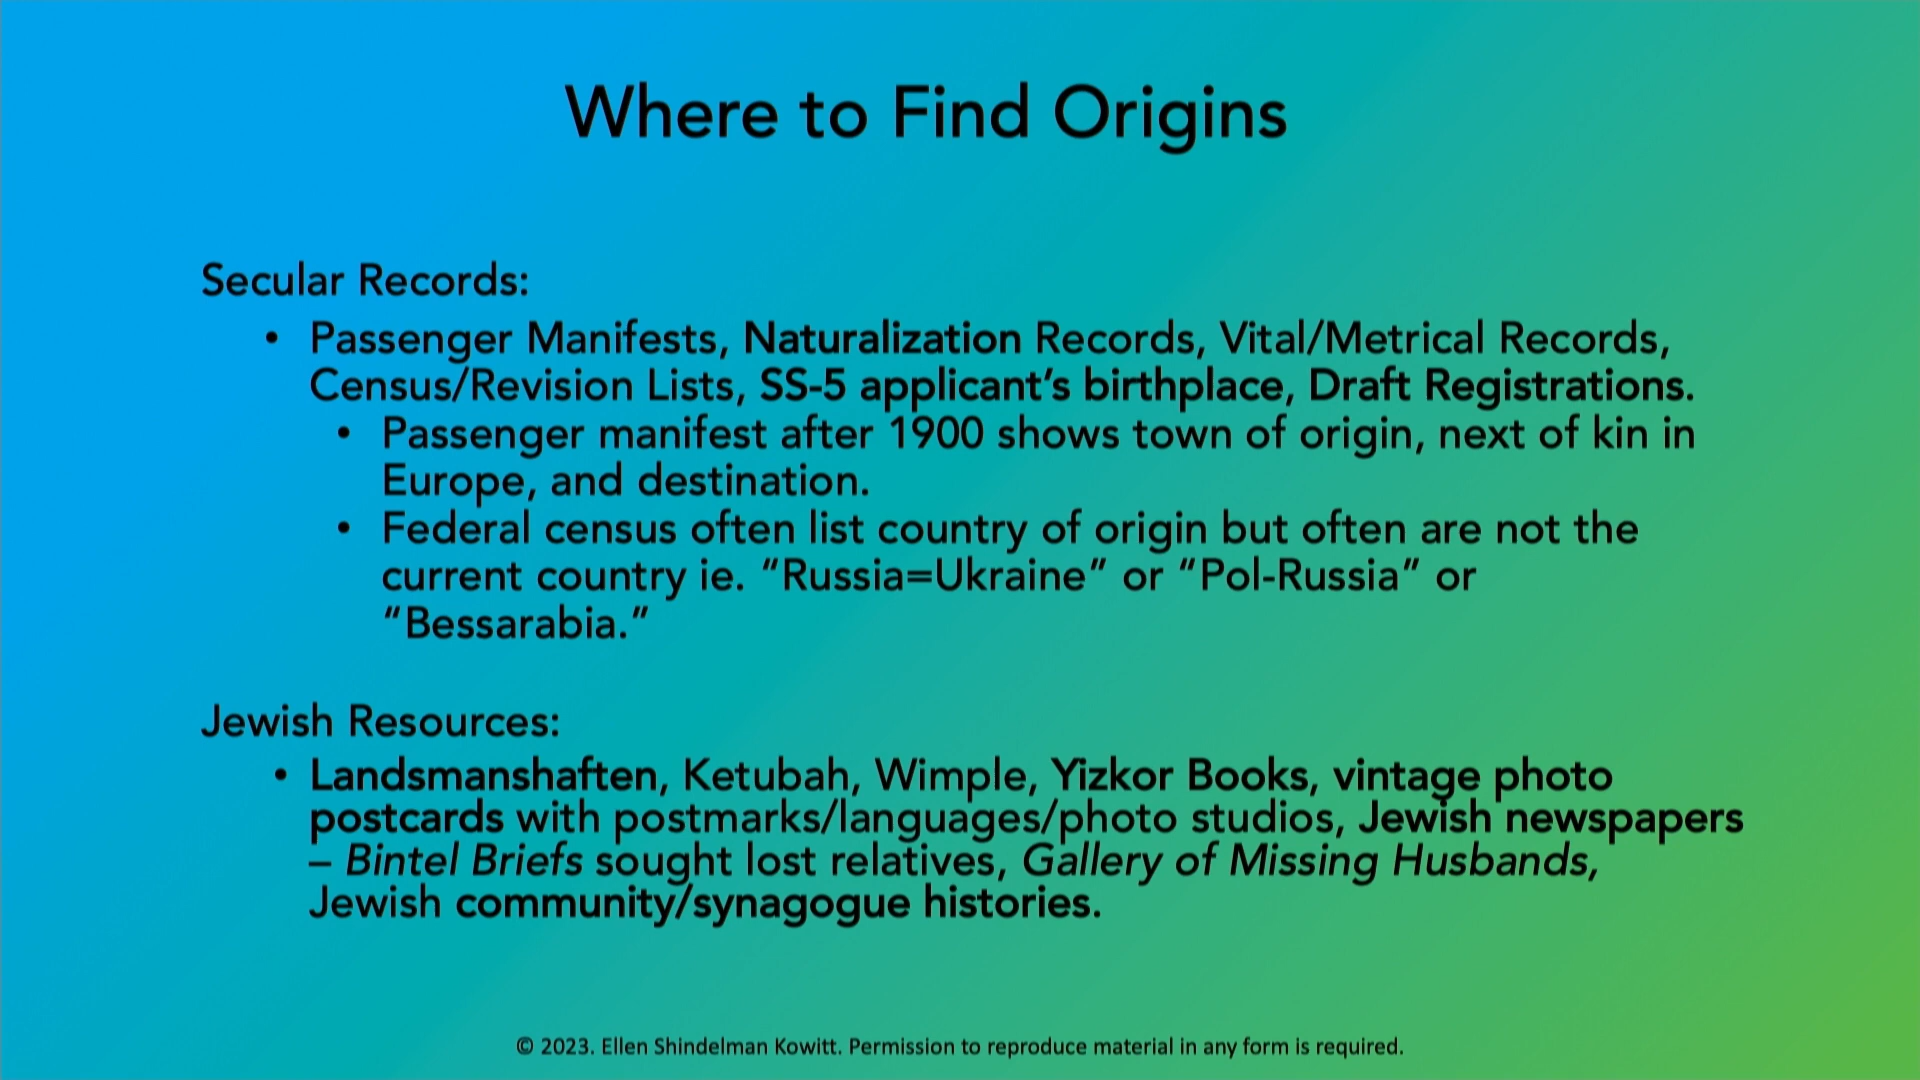 Where to Find Origins
Secular Records:
• Passenger Manifests, Naturalization Records, Vital/Metrical Records,
Census/Revision Lists, SS-5 applicant’s birthplace, Draft Registrations.
• Passenger manifest after 1900 shows town of origin, next of kin in
Europe, and destination.
• Federal census often list country of origin but often are not the
current country ie. “Russia=Ukraine” or “Pol-Russia” or
“Bessarabia.”
Jewish Resources:
• Landsmanshaften, Ketubah, Wimple, Yizkor Books, vintage photo
postcards with postmarks/languages/photo studios, Jewish newspapers
– Bintel Briefs sought lost relatives, Gallery of Missing Husbands,
Jewish community/synagogue histories.
© 2023. Ellen Shindelman Kowitt. Permission to reproduce material in any form is required.